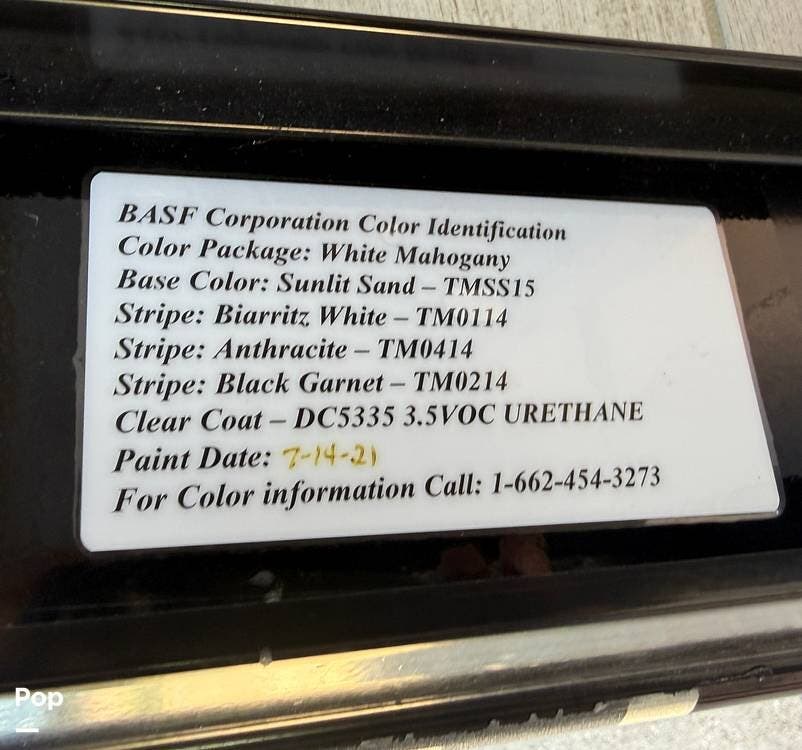 BASF Corporation Color Identification
Color Package: White Mahogany
Base Color: Sunlit Sand – TMSS15
Stripe: Biarritz White – TM0114
Stripe: Anthracite – TM0414
Stripe: Black Garnet – TM0214
Clear Coat – DC5335 3.5VOC URETHANE
Paint Date: 7-14-21
For Color information Call: 1-662-454-3273
Pop